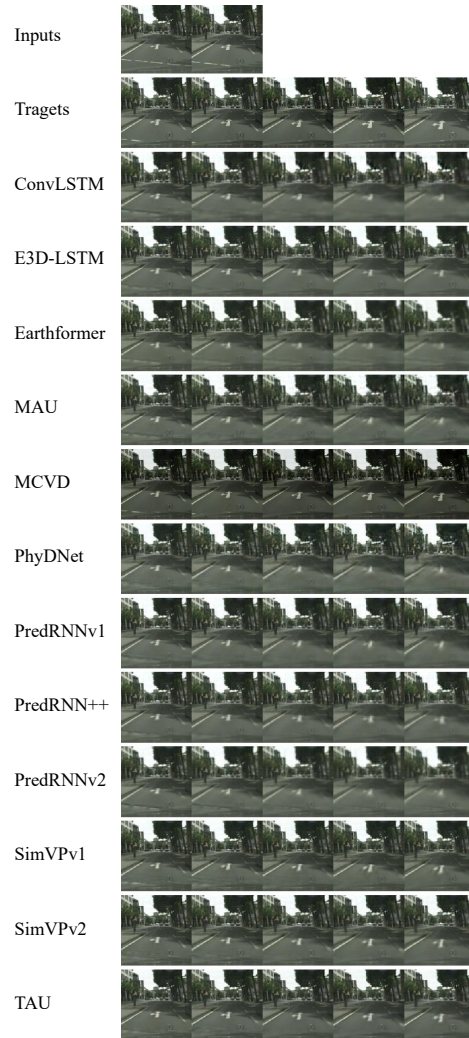 Inputs
Tragets
ConvLSTM
E3D-LSTM
Earthformer
MAU
MCVD
PhyDNet
PredRNNv1
PredRNN++
PredRNNv2
SimVPv1
SimVPv2
TAU